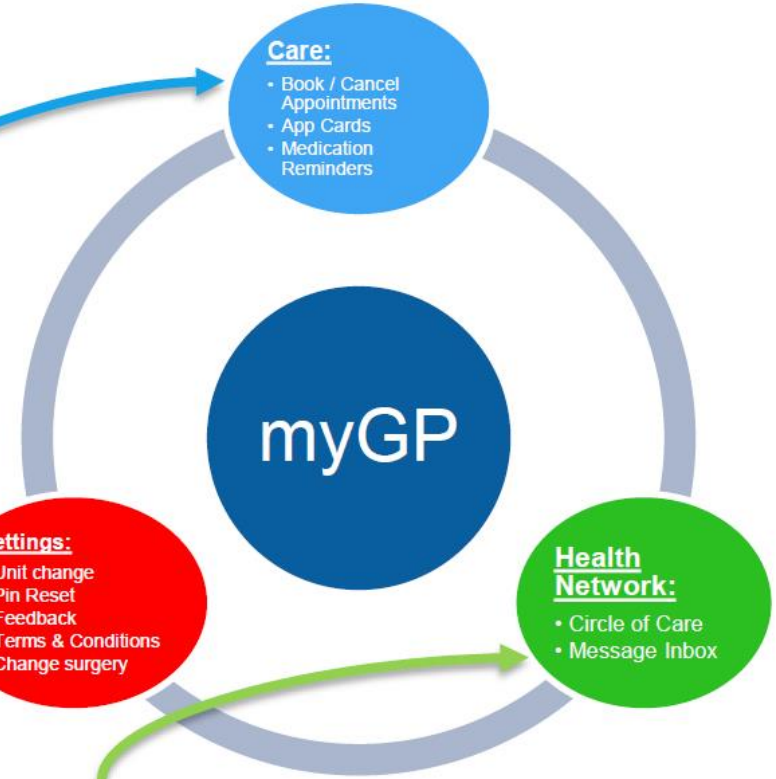 Care:
• Book / Cancel
Appointments
• App Cards
• Medication
Reminders
myGP
ettings:
Unit change
Pin Reset
Feedback
Terms & Conditions
Change surgery
Health
Network:
• Circle of Care
• Message Inbox